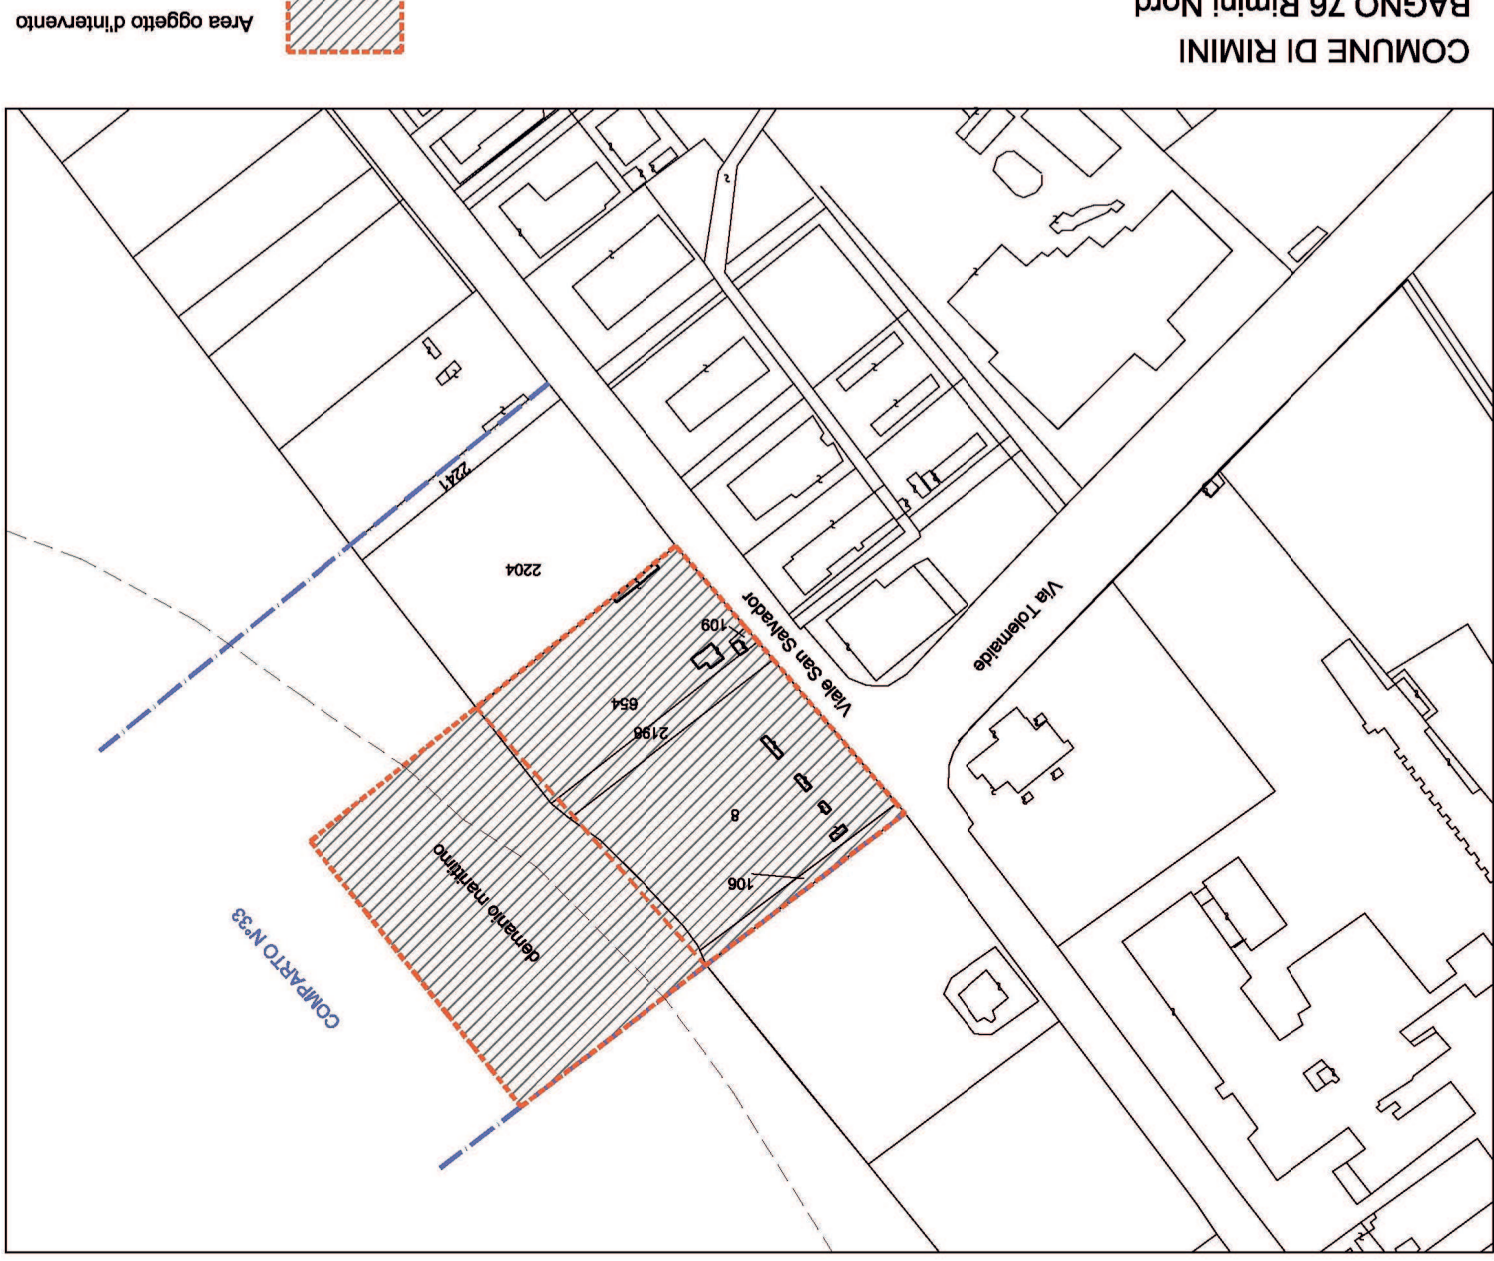 COMPARTO N°33
demanio marittimo
106
8
2198
654
Viale San Salvador
Via Tolemaide
109
2204
2241
COMUNE DI RIMINI
BAGNO 76 Rimini Nord
Area oggetto d'intervento